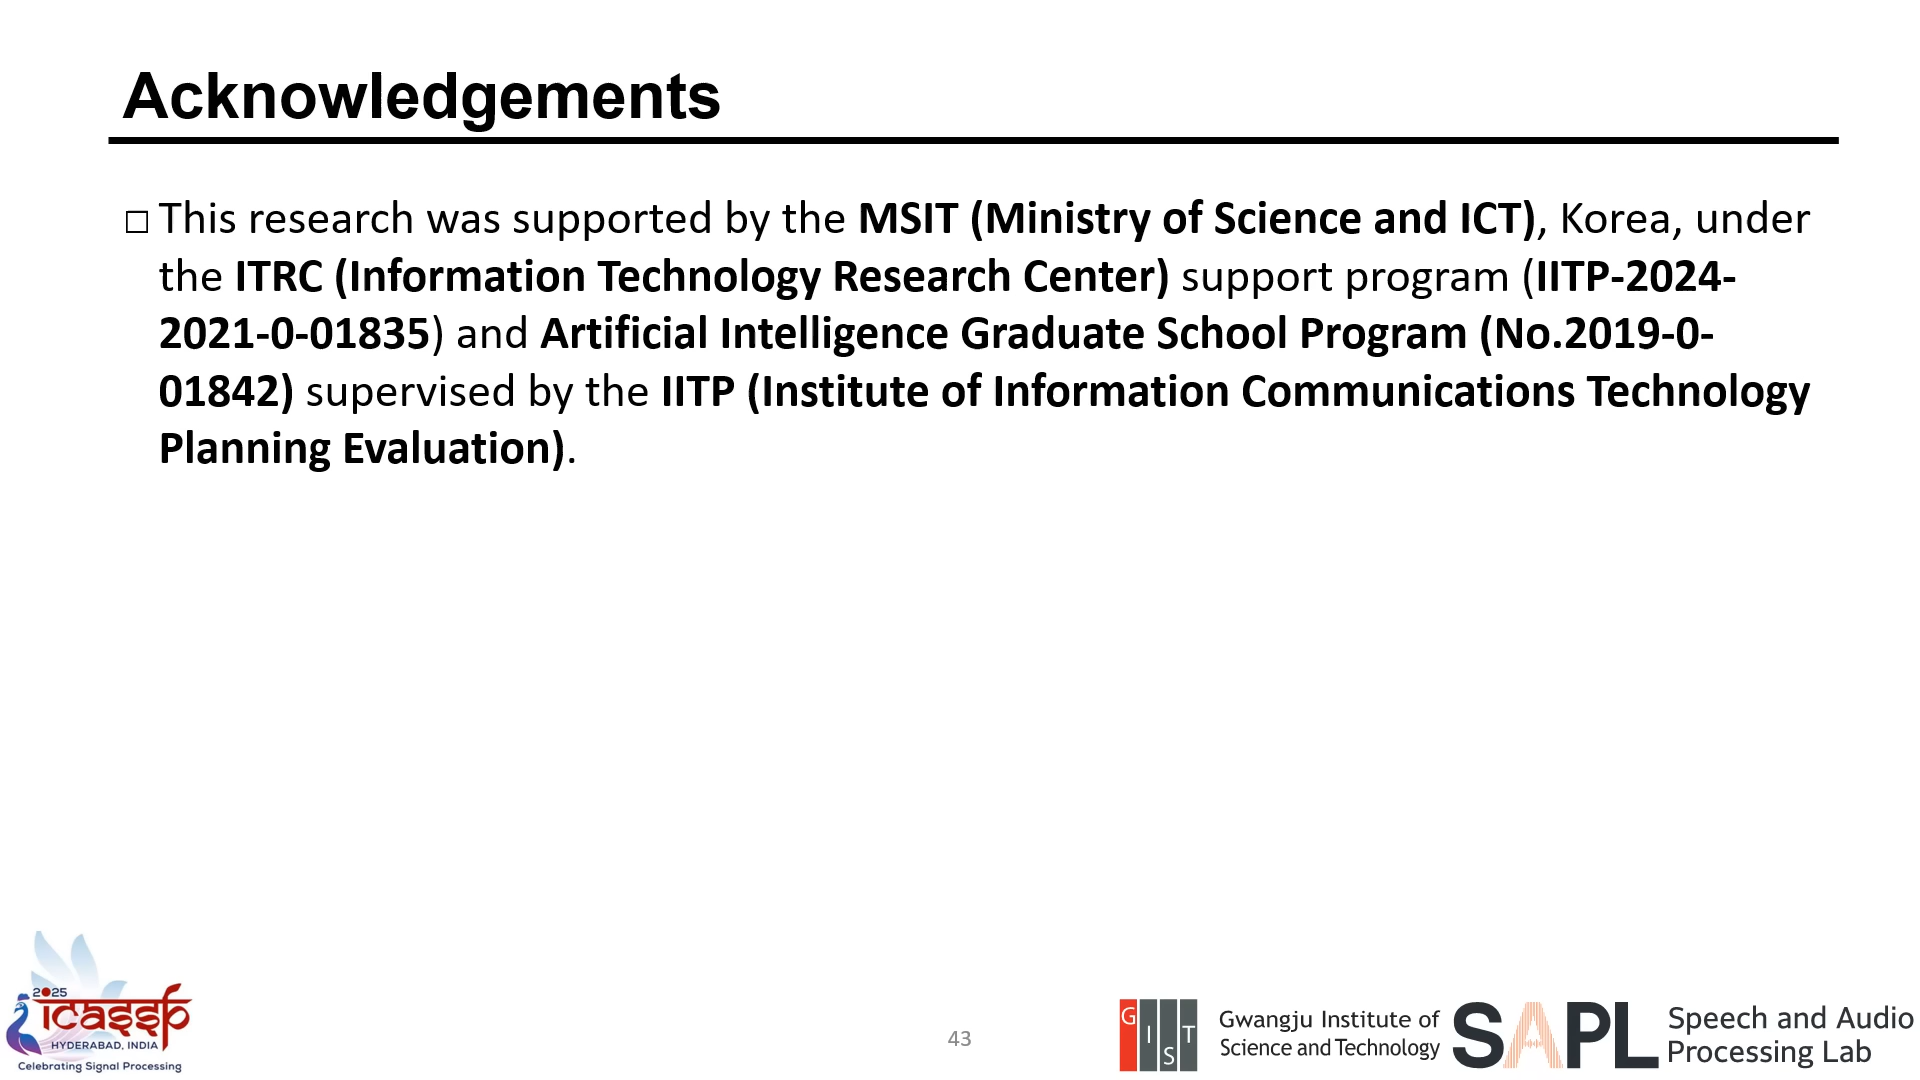 Acknowledgements
□ This research was supported by the MSIT (Ministry of Science and ICT), Korea, under
the ITRC (Information Technology Research Center) support program (IITP-2024-
2021-0-01835) and Artificial Intelligence Graduate School Program (No.2019-0-
01842) supervised by the IITP (Institute of Information Communications Technology
Planning Evaluation).
2025
icassp
HYDERABAD, INDIA
Celebrating Signal Processing
43
GIST
Gwangju Institute of
Science and Technology
SAPL
Speech and Audio
Processing Lab